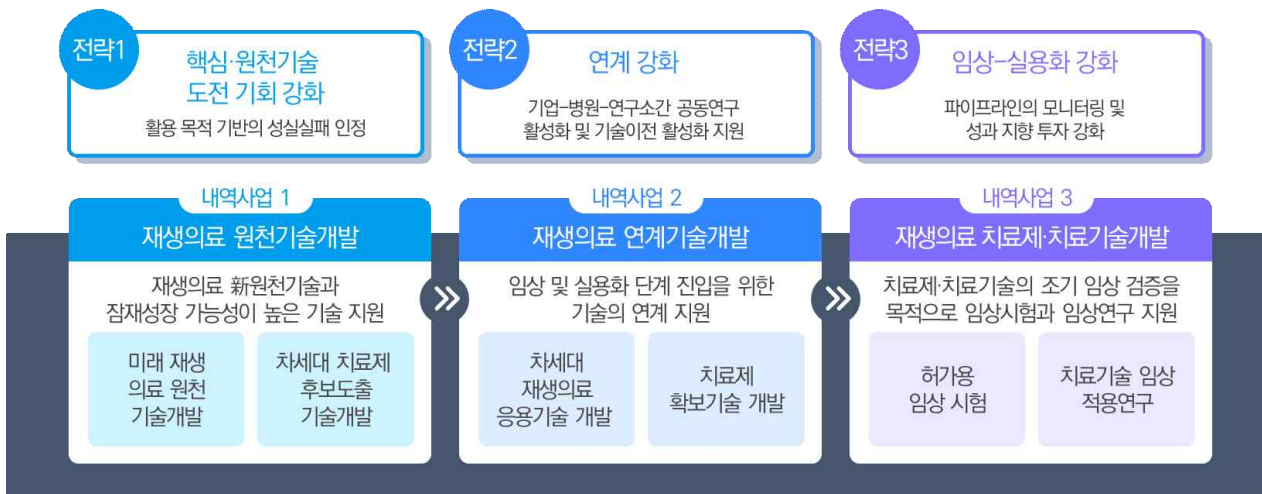 전략1
핵심·원천기술
도전 기회 강화
활용 목적 기반의 성실실패 인정
전략2
연계 강화
기업-병원-연구소간 공동연구
활성화 및 기술이전 활성화 지원
전략3
임상-실용화 강화
파이프라인의 모니터링 및
성과 지향 투자 강화
내역사업 1
재생의료 원천기술개발
재생의료 新원천기술과
잠재성장 가능성이 높은 기술 지원
미래 재생
의료 원천
기술개발
차세대 치료제
후보도출
기술개발
내역사업 2
재생의료 연계기술개발
임상 및 실용화 단계 진입을 위한
기술의 연계 지원
차세대
재생의료
응용기술 개발
치료제
확보기술 개발
내역사업 3
재생의료 치료제·치료기술개발
치료제·치료기술의 조기 임상 검증을
목적으로 임상시험과 임상연구 지원
허가용
임상 시험
치료기술 임상
적용연구